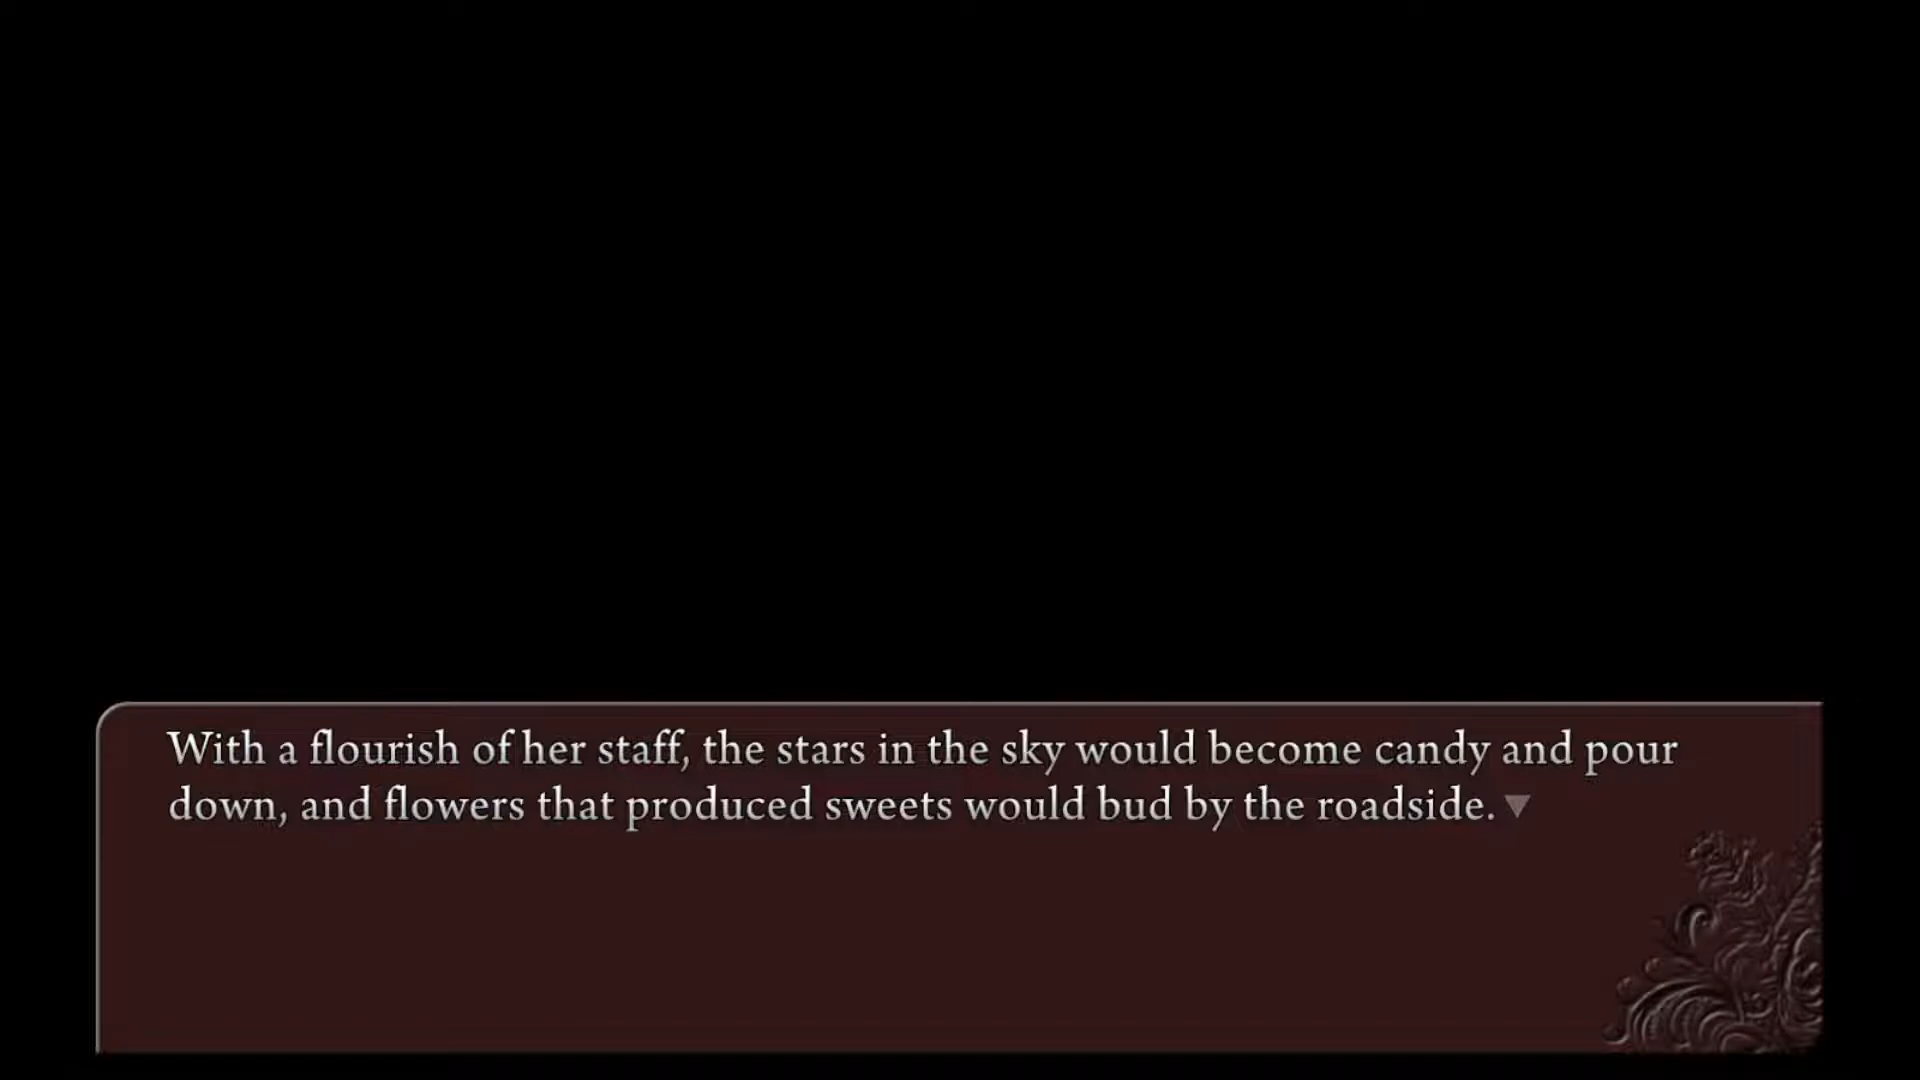 With a flourish of her staff, the stars in the sky would become candy and pour
down, and flowers that produced sweets would bud by the roadside.